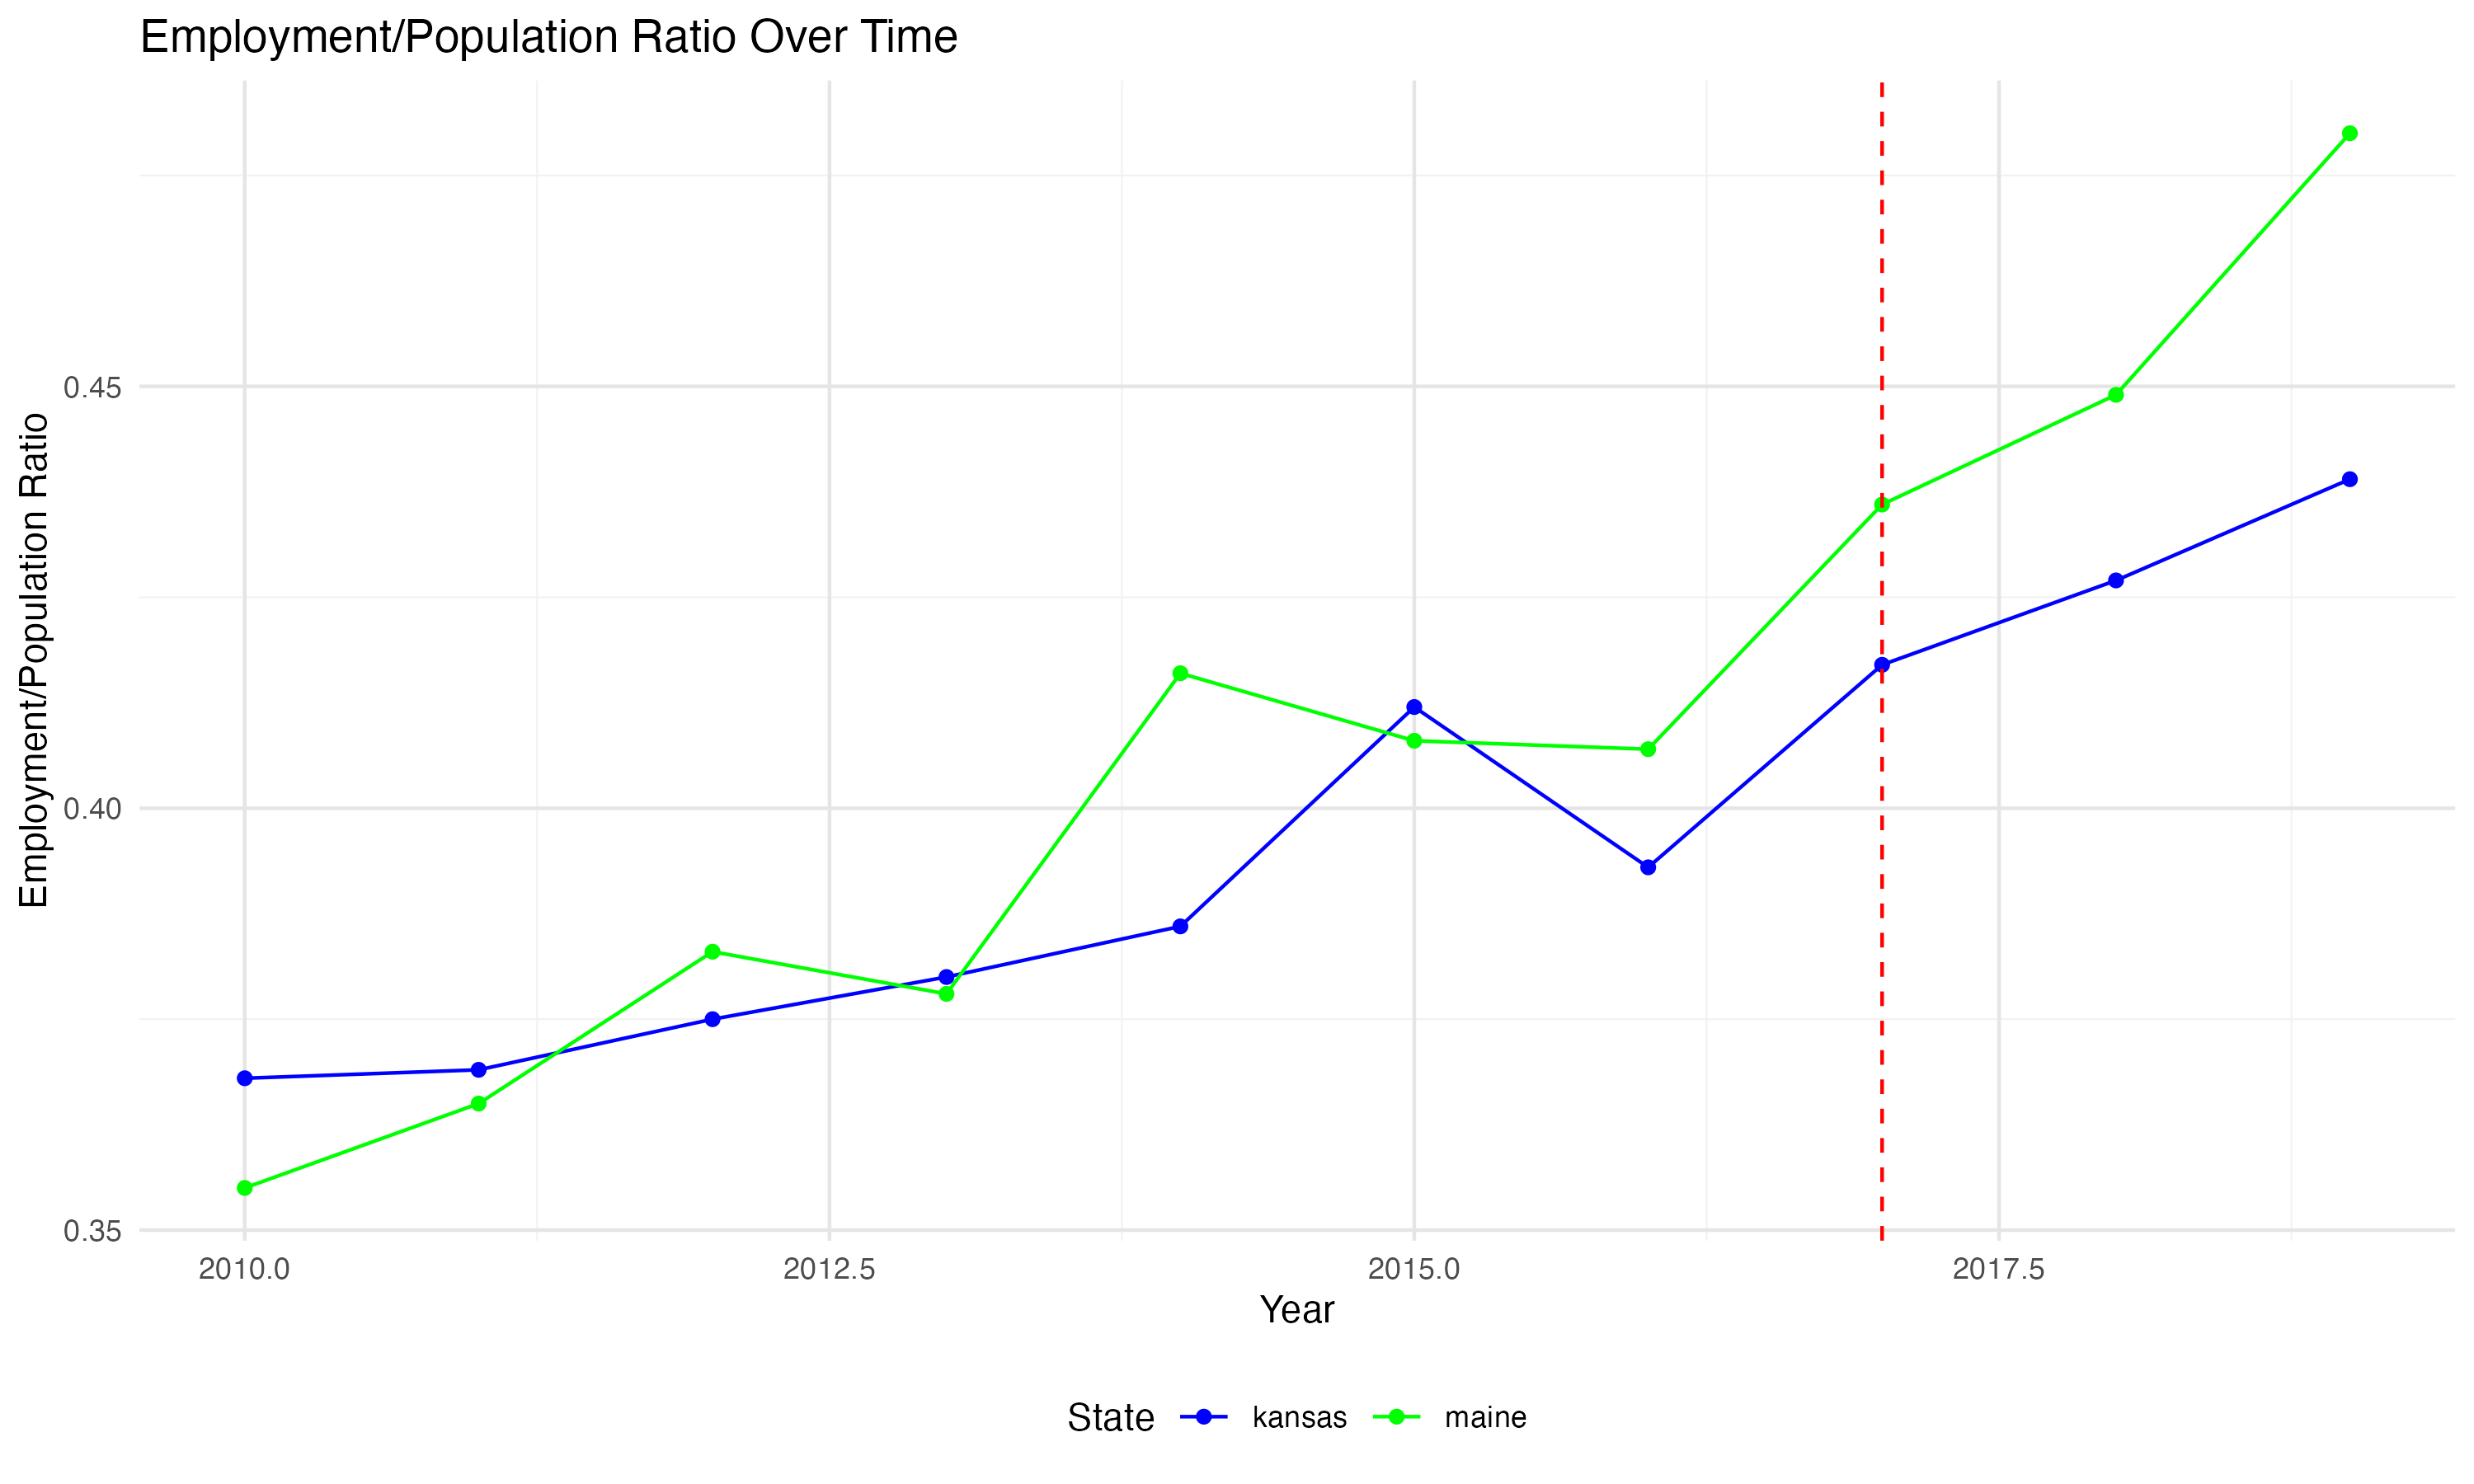 Employment/Population Ratio Over Time
Employment/Population Ratio
0.45
0.40
0.35
2010.0 2012.5 2015.0 2017.5
Year
State kansas maine